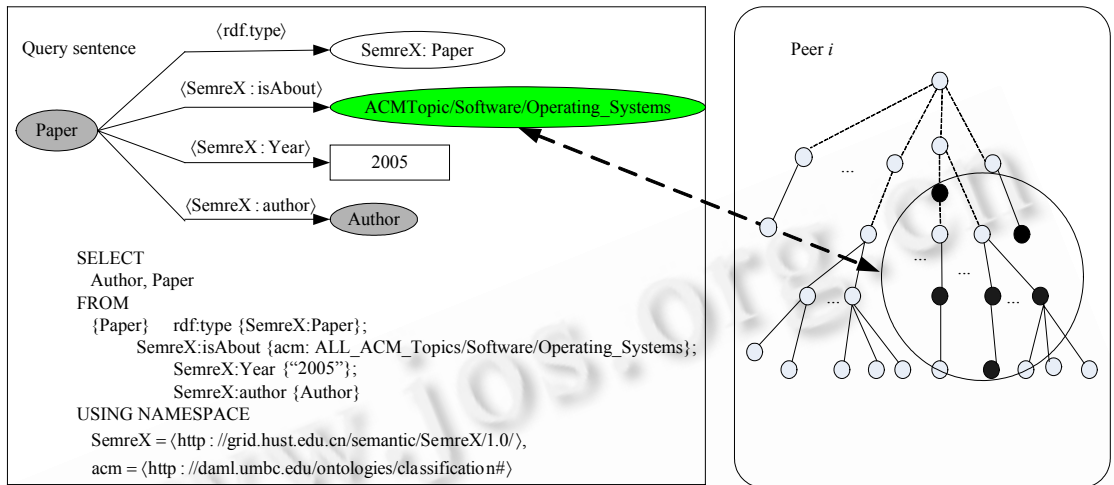 Query sentence
⟨rdf.type⟩
SemreX: Paper
⟨SemreX : isAbout⟩
ACMTopic/Software/Operating_Systems
Paper
⟨SemreX : Year⟩
2005
⟨SemreX : author⟩
Author
SELECT
Author, Paper
FROM
{Paper} rdf:type {SemreX:Paper};
SemreX:isAbout {acm: ALL_ACM_Topics/Software/Operating_Systems};
SemreX:Year {“2005”};
SemreX:author {Author}
USING NAMESPACE
SemreX = ⟨http : //grid.hust.edu.cn/semantic/SemreX/1.0/⟩,
acm = ⟨http : //daml.umbc.edu/ontologies/classification#⟩
Peer i
...
...
...
...
...
...
www.jos.org.cn